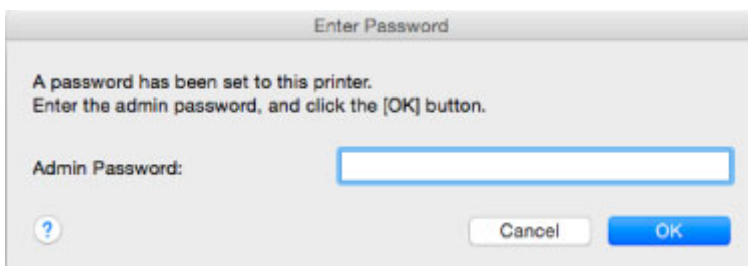 Enter Password
A password has been set to this printer.
Enter the admin password, and click the [OK] button.
Admin Password:
?
Cancel
OK